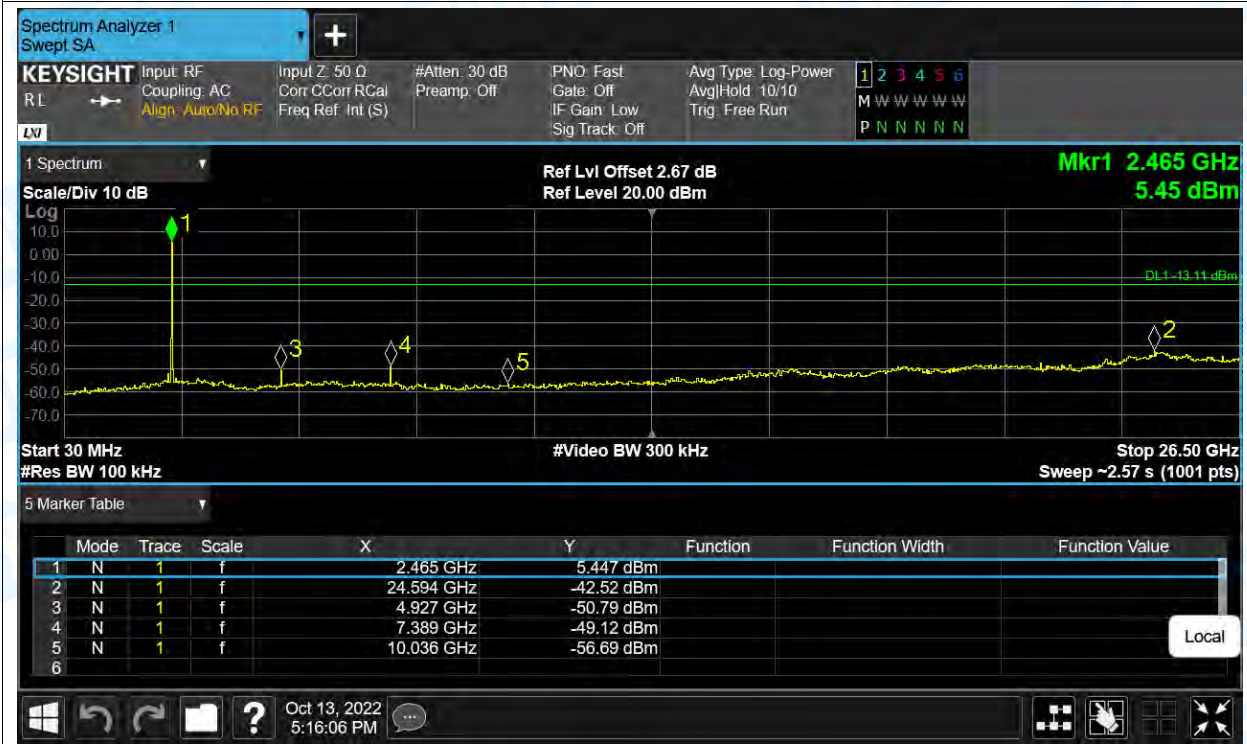 Spectrum Analyzer 1
Swept SA
+
KEYSIGHT Input: RF Input Z: 50 Ω #Atten: 30 dB PNO: Fast Avg Type: Log-Power 1 2 3 4 5 6
R L Coupling: AC Corr CCorr RCal Preamp: Off Gate: Off Avg|Hold: 10/10 M W W W W W W
Align: Auto/No RF Freq Ref: Int (S) IF Gain: Low Trig: Free Run
LXI Sig Track: Off P N N N N N N
1 Spectrum
Ref Lvl Offset 2.67 dB Mkr1 2.465 GHz
Scale/Div 10 dB Ref Level 20.00 dBm 5.45 dBm
Log
10.0
0.00
-10.0
-20.0
-30.0
-40.0
-50.0
-60.0
-70.0
1
DL1 -13.11 dBm
2
3
4
5
Start 30 MHz #Video BW 300 kHz Stop 26.50 GHz
#Res BW 100 kHz Sweep ~2.57 s (1001 pts)
5 Marker Table
Mode Trace Scale X Y Function Function Width Function Value
1 N 1 f 2.465 GHz 5.447 dBm
2 N 1 f 24.594 GHz -42.52 dBm
3 N 1 f 4.927 GHz -50.79 dBm
4 N 1 f 7.389 GHz -49.12 dBm
5 N 1 f 10.036 GHz -56.69 dBm
6
Local
? Oct 13, 2022
5:16:06 PM